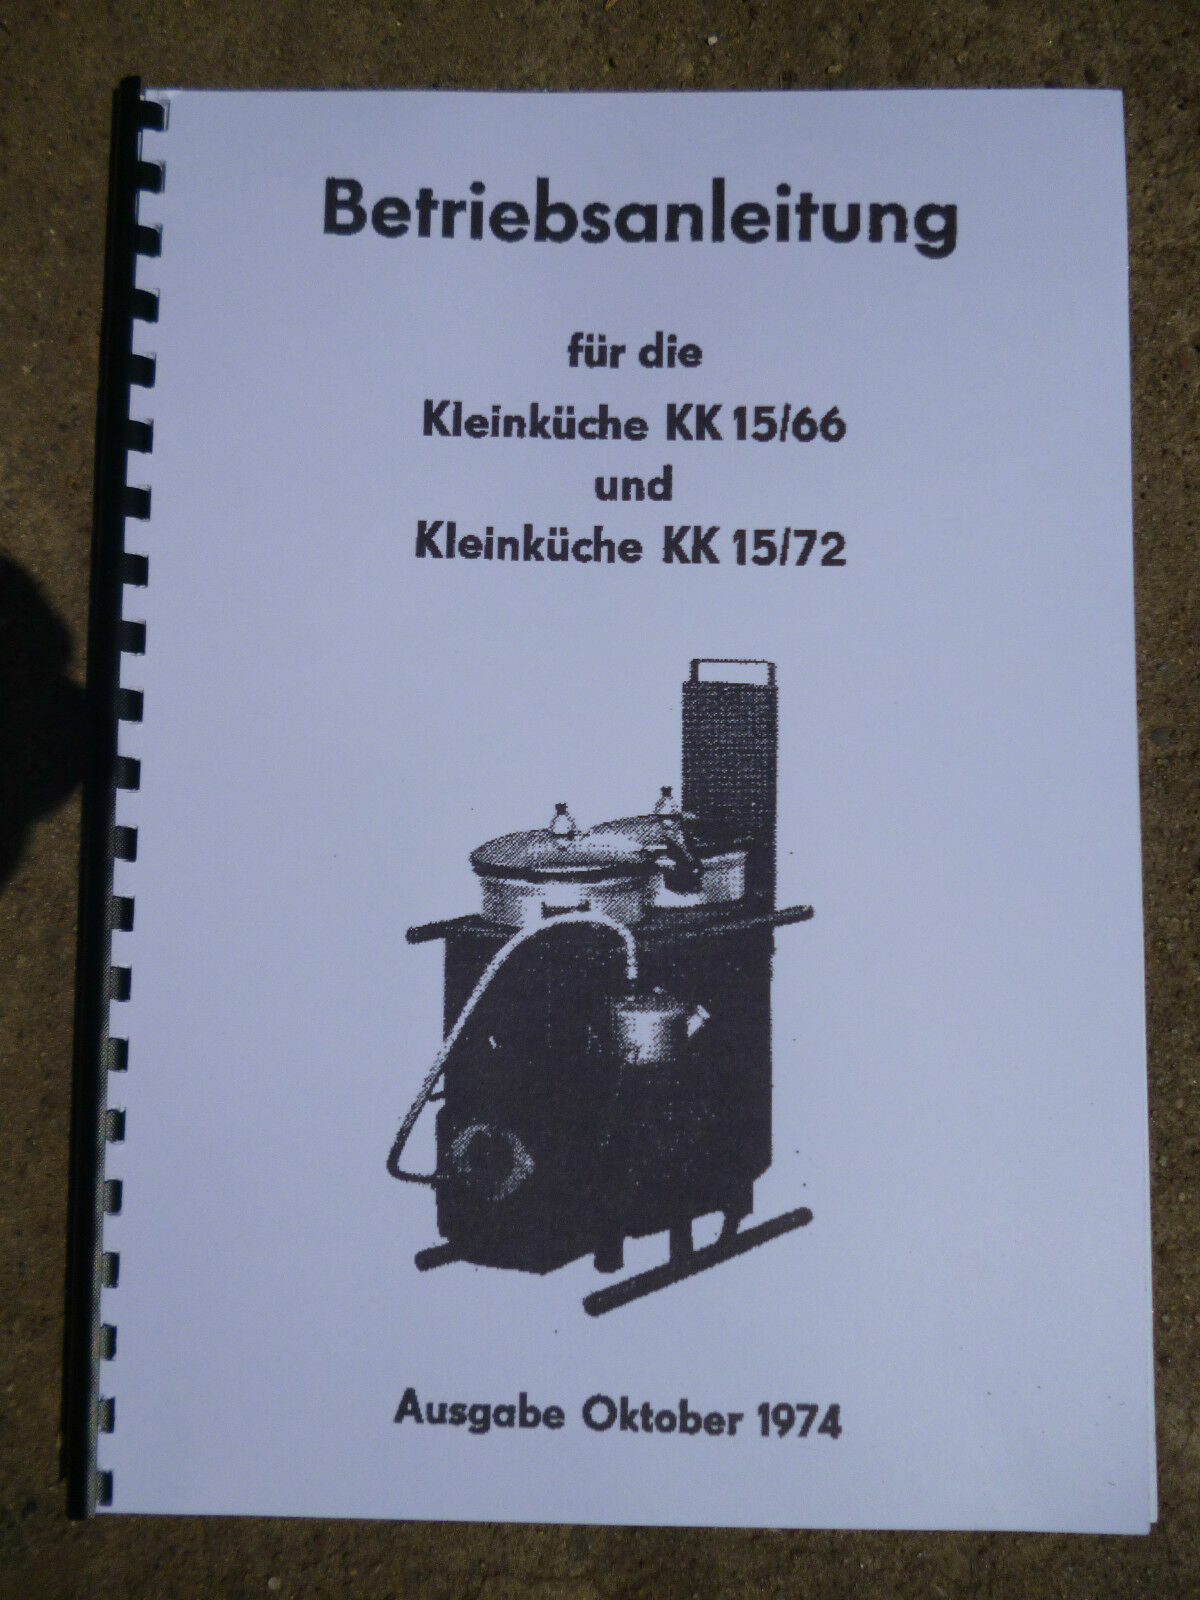 Betriebsanleitung
für die
Kleinküche KK 15/66
und
Kleinküche KK 15/72
Ausgabe Oktober 1974